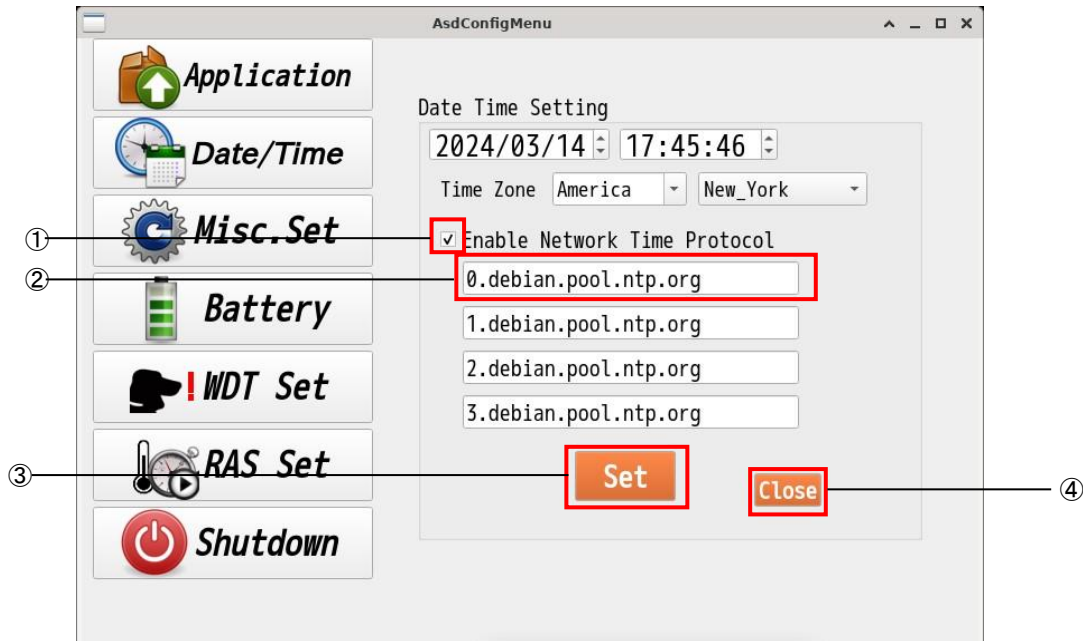 AsdConfigMenu
Application
Date/Time
Misc.Set
Battery
WDT Set
RAS Set
Shutdown
Date Time Setting
2024/03/14 17:45:46
Time Zone America New_York
Enable Network Time Protocol
0.debian.pool.ntp.org
1.debian.pool.ntp.org
2.debian.pool.ntp.org
3.debian.pool.ntp.org
Set
Close
①
②
③
④